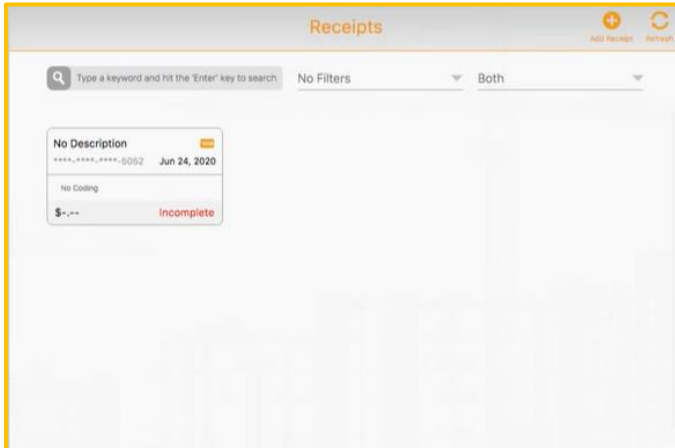 Receipts
Add Receipt Refresh
Type a keyword and hit the 'Enter' key to search
No Filters
Both
No Description
****-****-****-5052 Jun 24, 2020
No Coding
$-.-- Incomplete